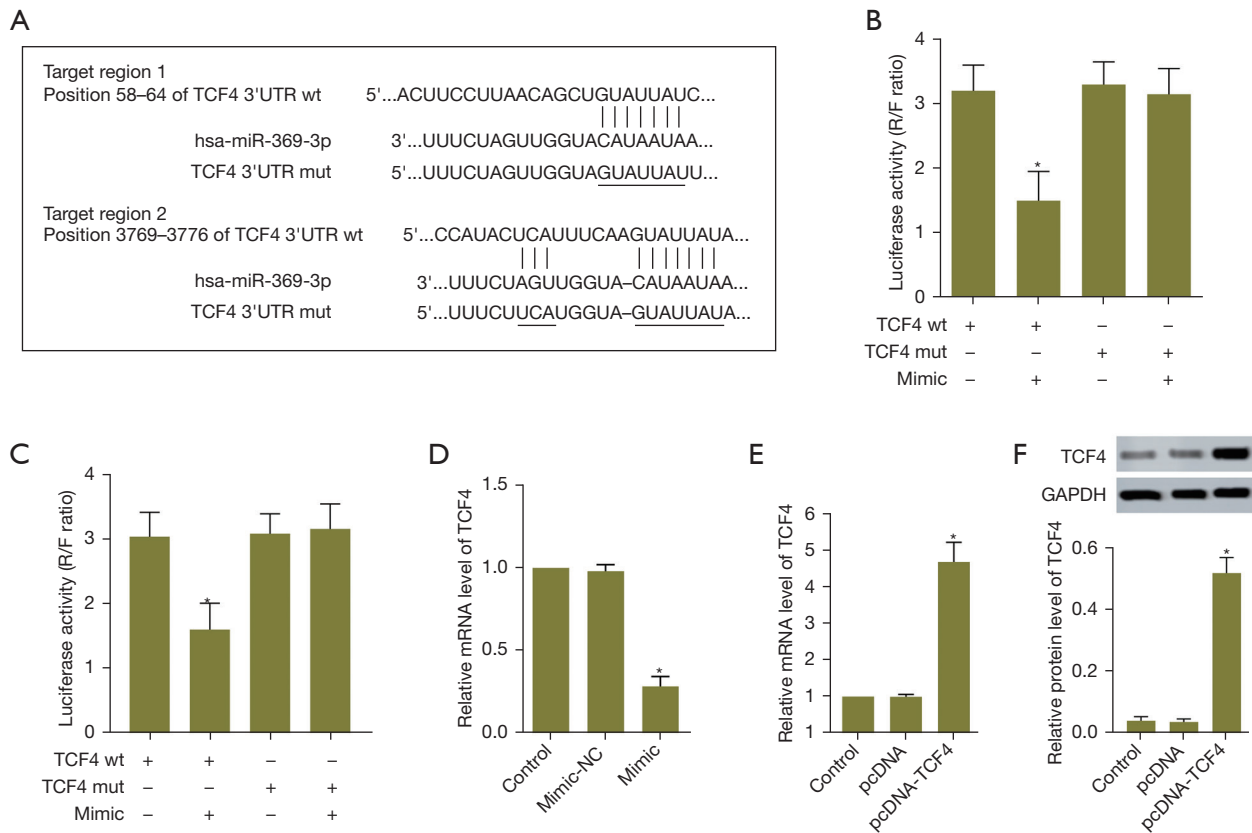 A
Target region 1
Position 58–64 of TCF4 3'UTR wt 5'...ACUUCCUUAACAGCUGUAUUAUC...
hsa-miR-369-3p 3'...UUUCUAGUUGGUACAUAAUAA...
TCF4 3'UTR mut 5'...UUUCUAGUUGGUAGUAUUAUU...
Target region 2
Position 3769–3776 of TCF4 3'UTR wt 5'...CCAUACUCAUUUCAAGUAUUAUA...
hsa-miR-369-3p 3'...UUUCUAGUUGGUA–CAUAAUAA...
TCF4 3'UTR mut 5'...UUUCUUCAUGGUA–GUAUUAUA...
B
Luciferase activity (R/F ratio)
4
3
2
1
0
*
TCF4 wt + + – –
TCF4 mut – – + +
Mimic – + – +
C
Luciferase activity (R/F ratio)
4
3
2
1
0
*
TCF4 wt + + – –
TCF4 mut – – + +
Mimic – + – +
D
Relative mRNA level of TCF4
1.5
1.0
0.5
0.0
*
Control
Mimic-NC
Mimic
E
Relative mRNA level of TCF4
6
5
4
2
1
1
*
Control
pcDNA
pcDNA-TCF4
F
TCF4
GAPDH
Relative protein level of TCF4
0.6
0.4
0.2
0.0
*
Control
pcDNA
pcDNA-TCF4